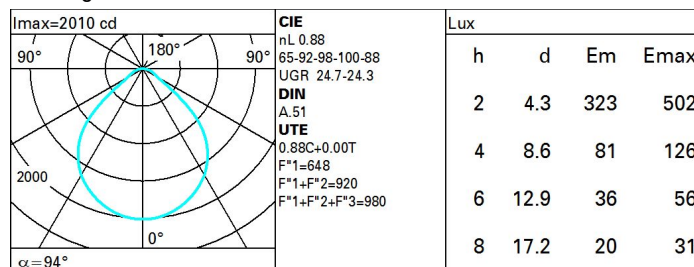 Imax=2010 cd
90°
180°
90°
2000
0°
α=94°
CIE
nL 0.88
65-92-98-100-88
UGR 24.7-24.3
DIN
A.51
UTE
0.88C+0.00T
F"1=648
F"1+F"2=920
F"1+F"2+F"3=980
Lux
h d Em Emax
2 4.3 323 502
4 8.6 81 126
6 12.9 36 56
8 17.2 20 31